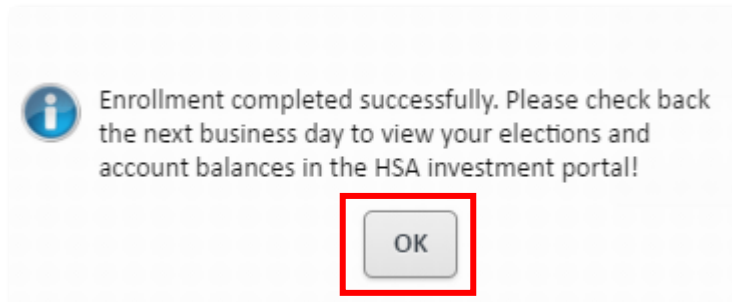 Enrollment completed successfully. Please check back
the next business day to view your elections and
account balances in the HSA investment portal!
OK